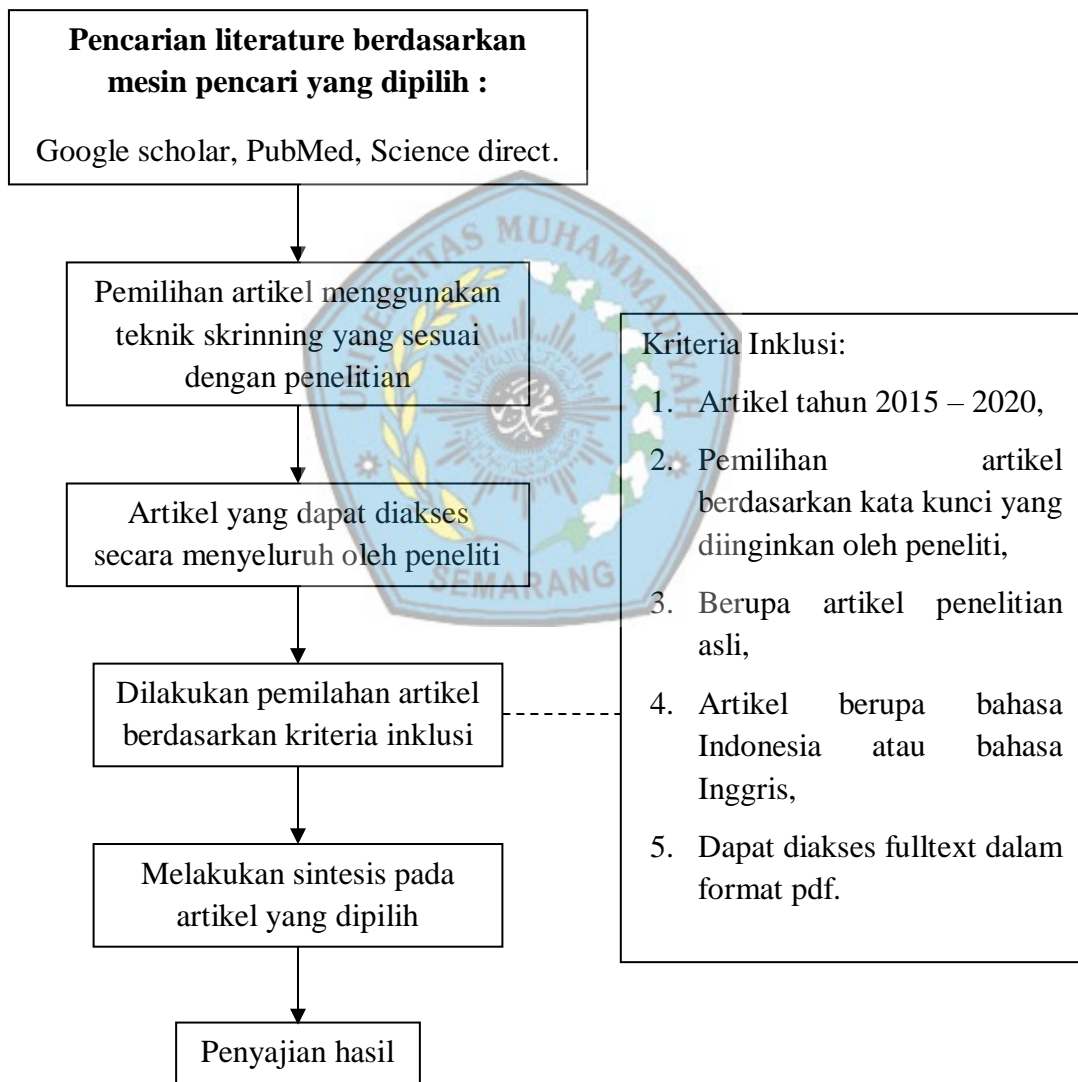 Pencarian literature berdasarkan
mesin pencari yang dipilih :
Google scholar, PubMed, Science direct.
Pemilihan artikel menggunakan
teknik skrinning yang sesuai
dengan penelitian
Artikel yang dapat diakses
secara menyeluruh oleh peneliti
Dilakukan pemilahan artikel
berdasarkan kriteria inklusi
Kriteria Inklusi:
1. Artikel tahun 2015 – 2020,
2. Pemilihan artikel
berdasarkan kata kunci yang
diinginkan oleh peneliti,
3. Berupa artikel penelitian
asli,
4. Artikel berupa bahasa
Indonesia atau bahasa
Inggris,
5. Dapat diakses fulltext dalam
format pdf.
Melakukan sintesis pada
artikel yang dipilih
Penyajian hasil
UNIVERSITAS MUHAMMADIYAH
SEMARANG